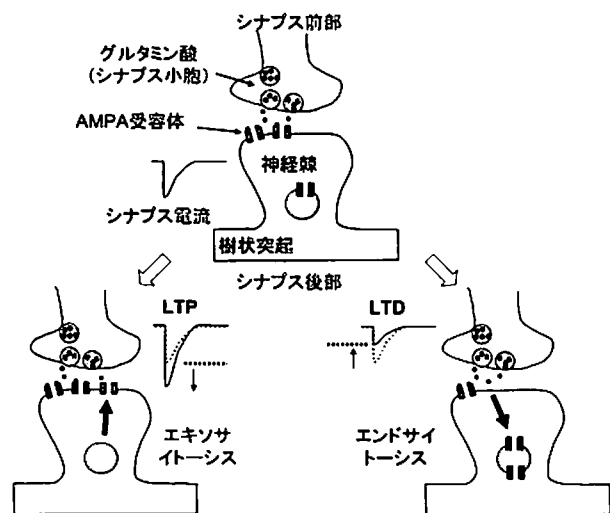 シナプス前部
グルタミン酸
(シナプス小胞)
AMPA受容体
神経棘
シナプス電流
樹状突起
シナプス後部
LTP
LTD
エキソサ
イトーシス
エンドサイ
トーシス